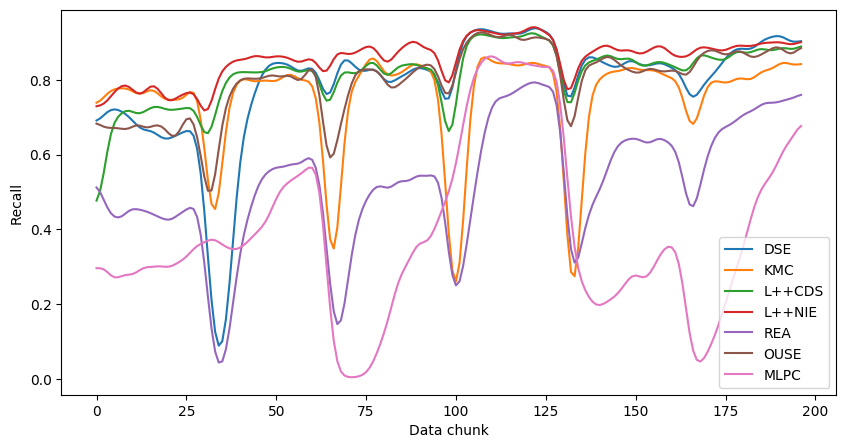 Recall
0.8
0.6
0.4
0.2
0.0
0
25
50
75
100
125
150
175
200
Data chunk
DSE
KMC
L++CDS
L++NIE
REA
OUSE
MLPC